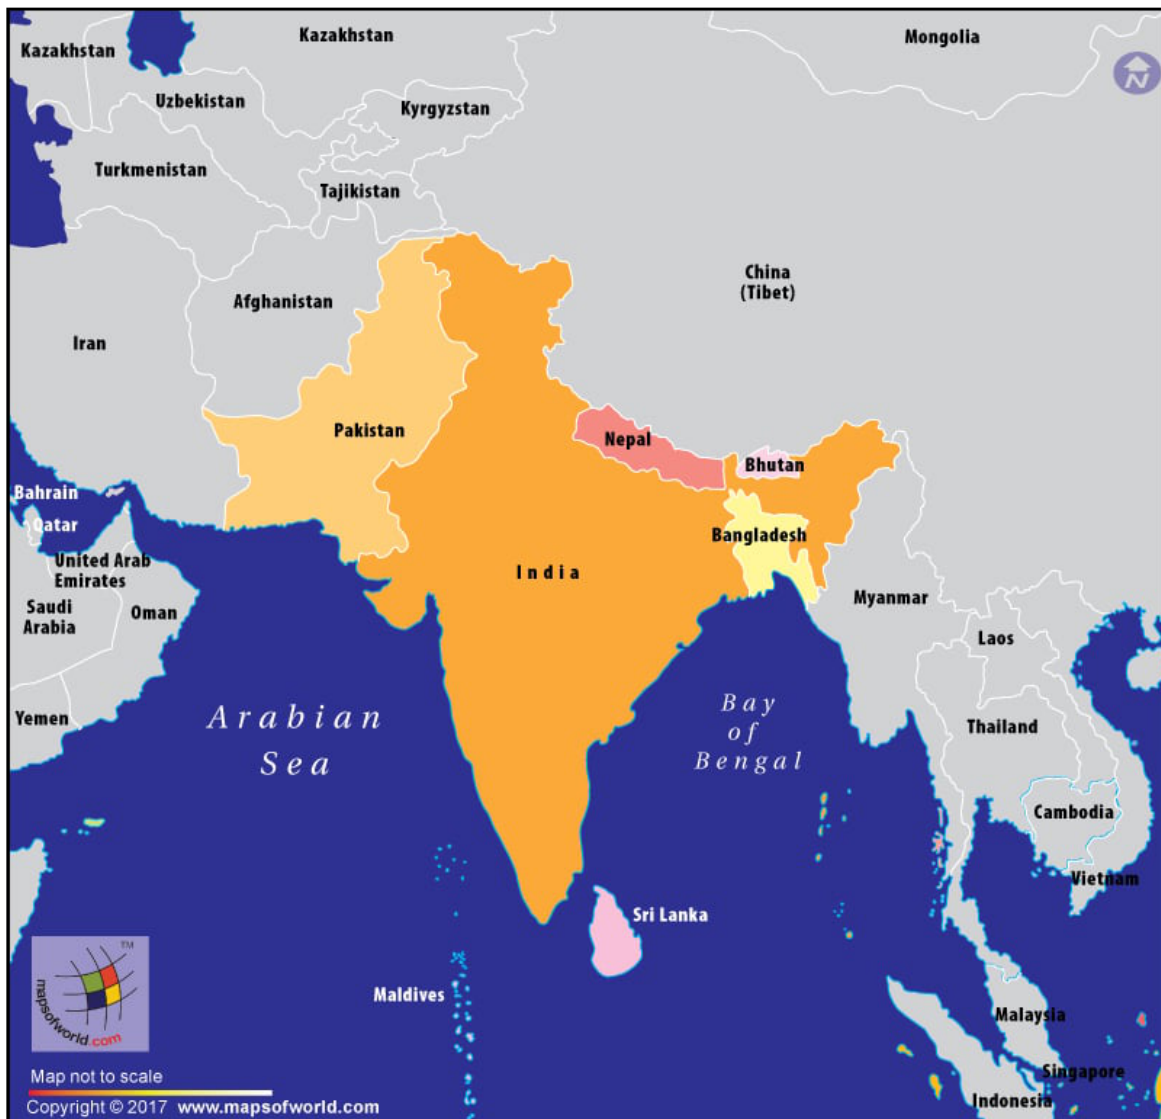 Kazakhstan
Kazakhstan
Mongolia
N
Uzbekistan
Kyrgyzstan
Turkmenistan
Tajikistan
China
(Tibet)
Afghanistan
Iran
Pakistan
Nepal
Bhutan
Bahrain
Qatar
Bangladesh
United Arab
Emirates
India
Saudi
Arabia
Oman
Myanmar
Laos
Yemen
Arabian
Sea
Bay
of
Bengal
Thailand
Cambodia
Vietnam
Sri Lanka
Maldives
TM
mapsofworld.com
Malaysia
Singapore
Indonesia
Map not to scale
Copyright © 2017 www.mapsofworld.com